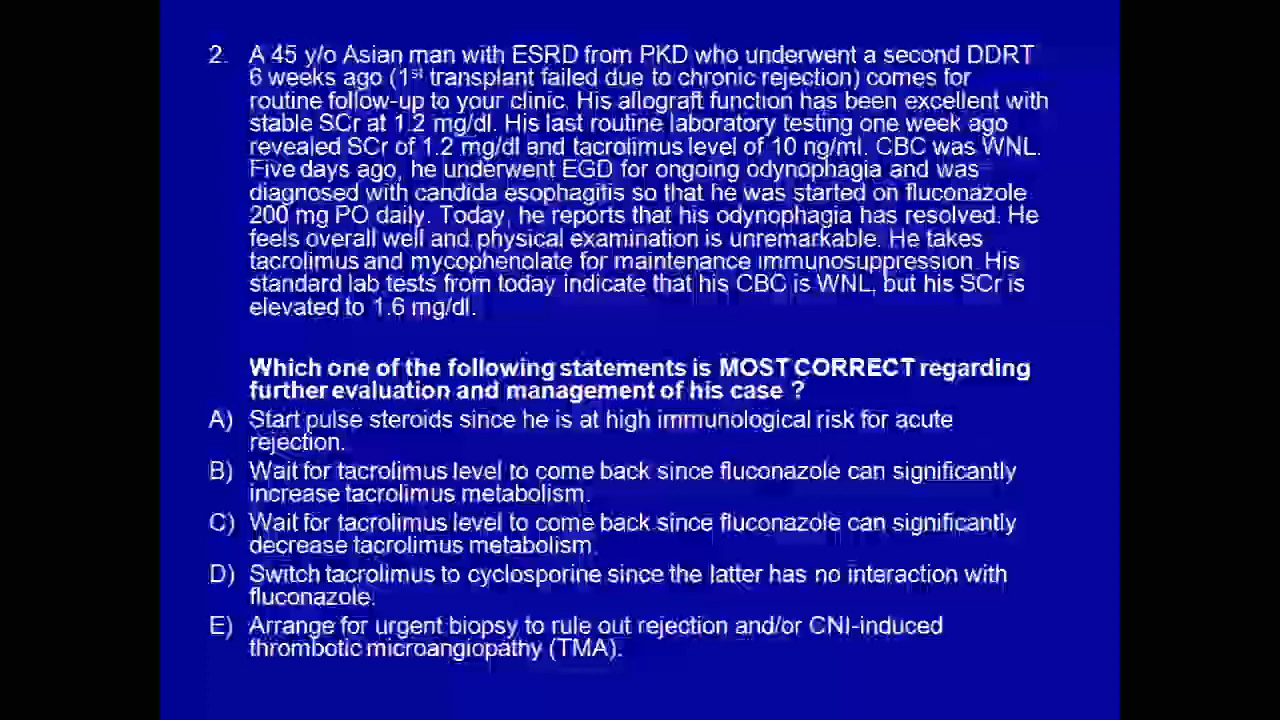 2. A 45 y/o Asian man with ESRD from PKD who underwent a second DDRT
6 weeks ago (1st transplant failed due to chronic rejection) comes for
routine follow-up to your clinic. His allograft function has been excellent with
stable SCr at 1.2 mg/dl. His last routine laboratory testing one week ago
revealed SCr of 1.2 mg/dl and tacrolimus level of 10 ng/ml. CBC was WNL.
Five days ago, he underwent EGD for ongoing odynophagia and was
diagnosed with candida esophagitis so that he was started on fluconazole
200 mg PO daily. Today, he reports that his odynophagia has resolved. He
feels overall well and physical examination is unremarkable. He takes
tacrolimus and mycophenolate for maintenance immunosuppression. His
standard lab tests from today indicate that his CBC is WNL, but his SCr is
elevated to 1.6 mg/dl.
Which one of the following statements is MOST CORRECT regarding
further evaluation and management of his case ?
A) Start pulse steroids since he is at high immunological risk for acute
rejection.
B) Wait for tacrolimus level to come back since fluconazole can significantly
increase tacrolimus metabolism.
C) Wait for tacrolimus level to come back since fluconazole can significantly
decrease tacrolimus metabolism.
D) Switch tacrolimus to cyclosporine since the latter has no interaction with
fluconazole.
E) Arrange for urgent biopsy to rule out rejection and/or CNI-induced
thrombotic microangiopathy (TMA).